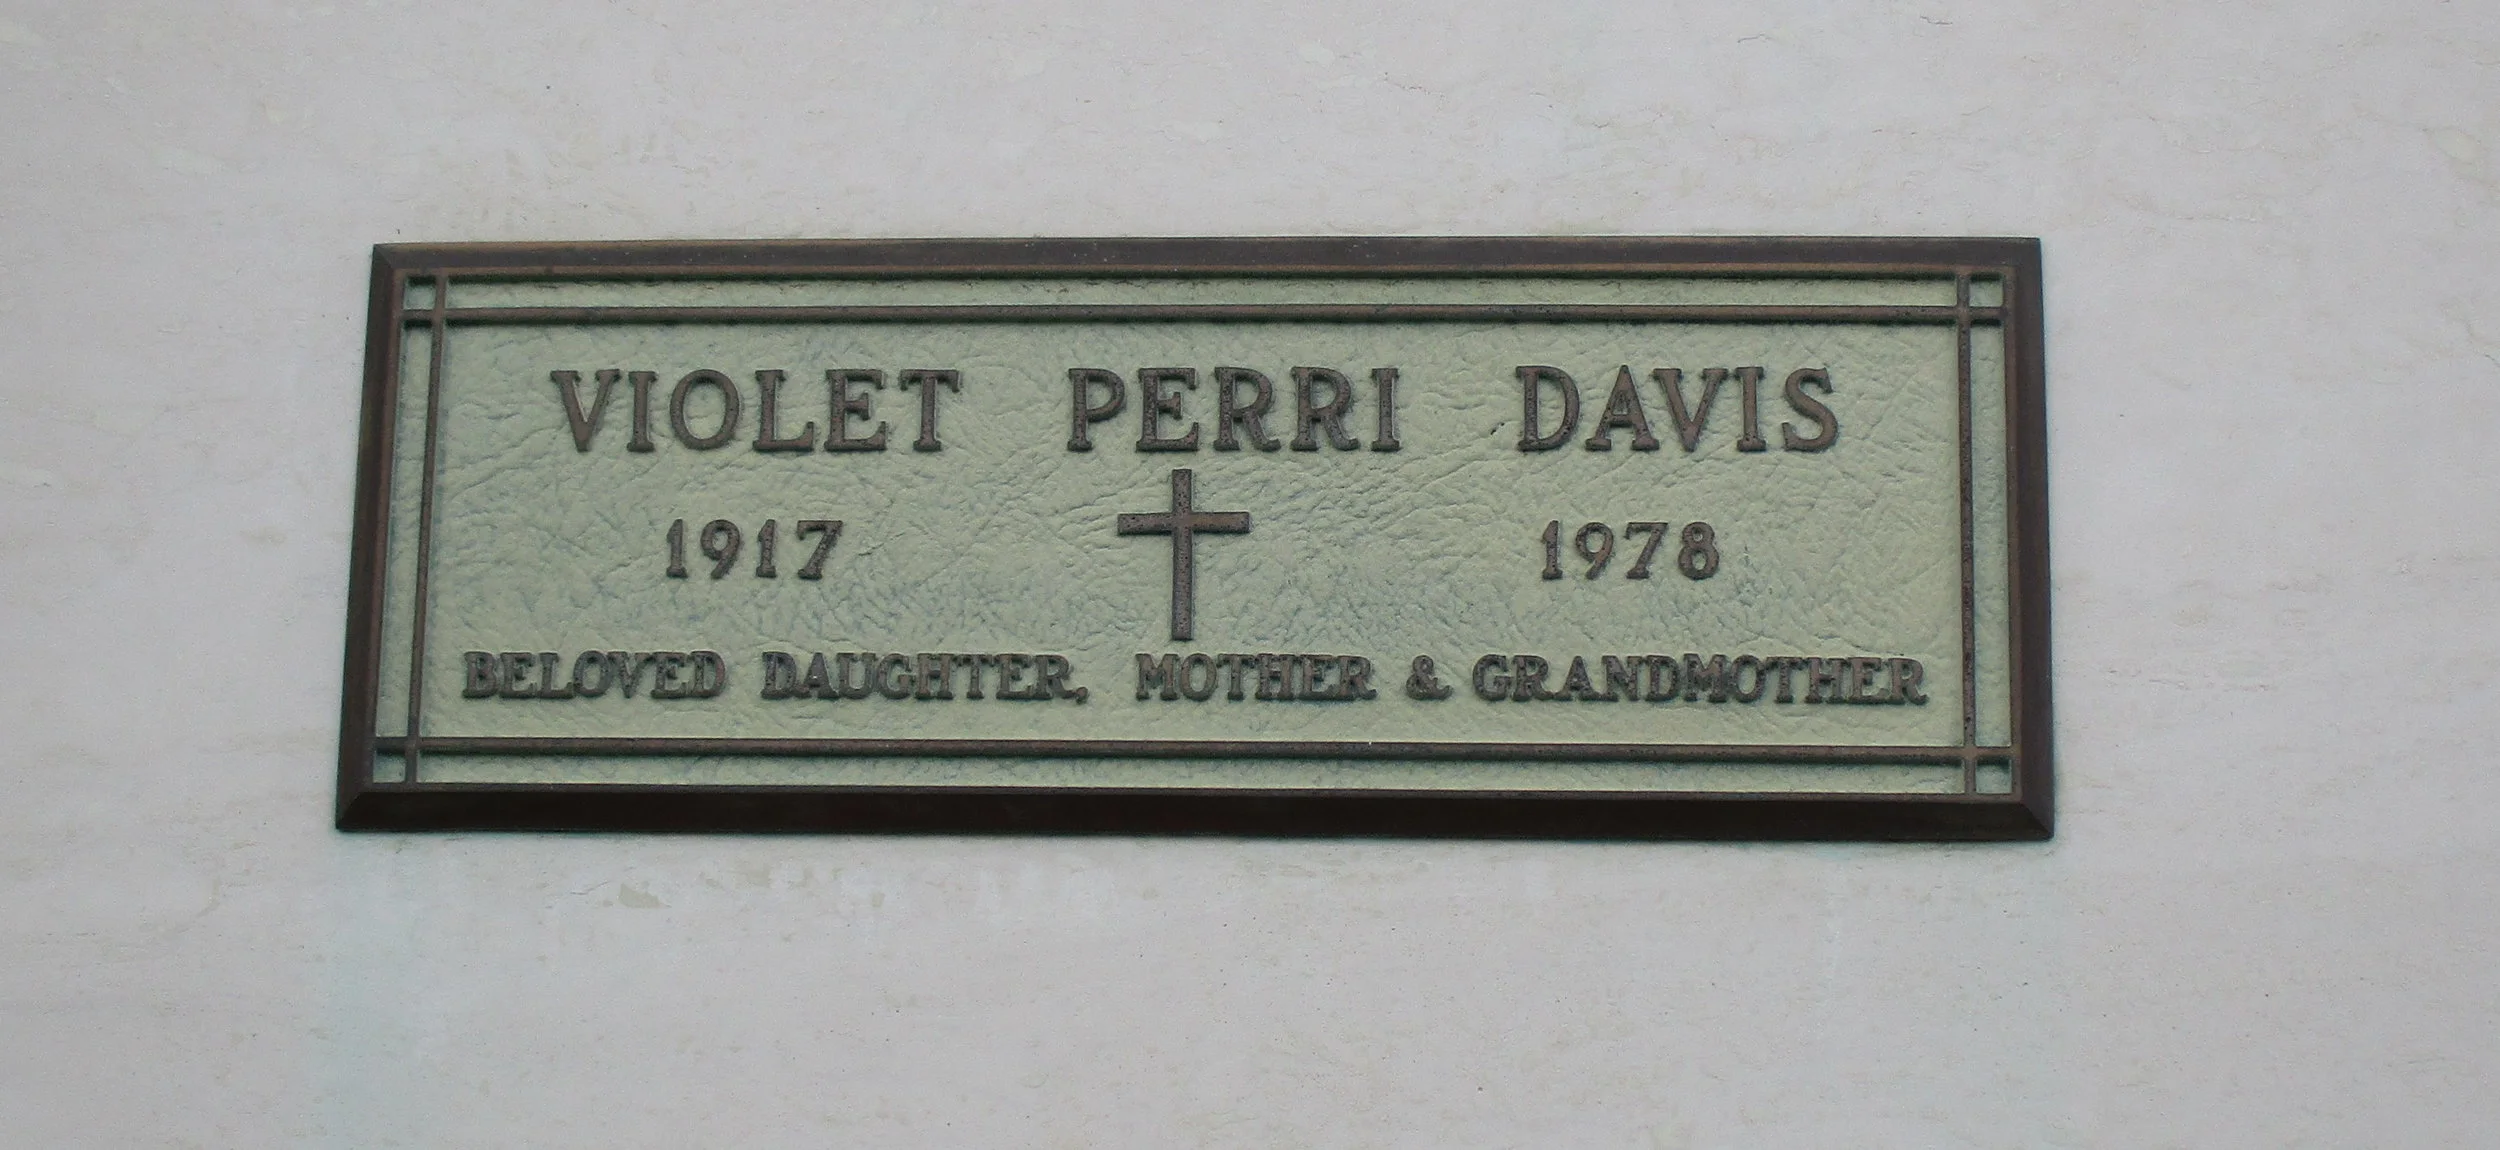 VIOLET PERRI DAVIS
1917 1978
BELOVED DAUGHTER, MOTHER & GRANDMOTHER